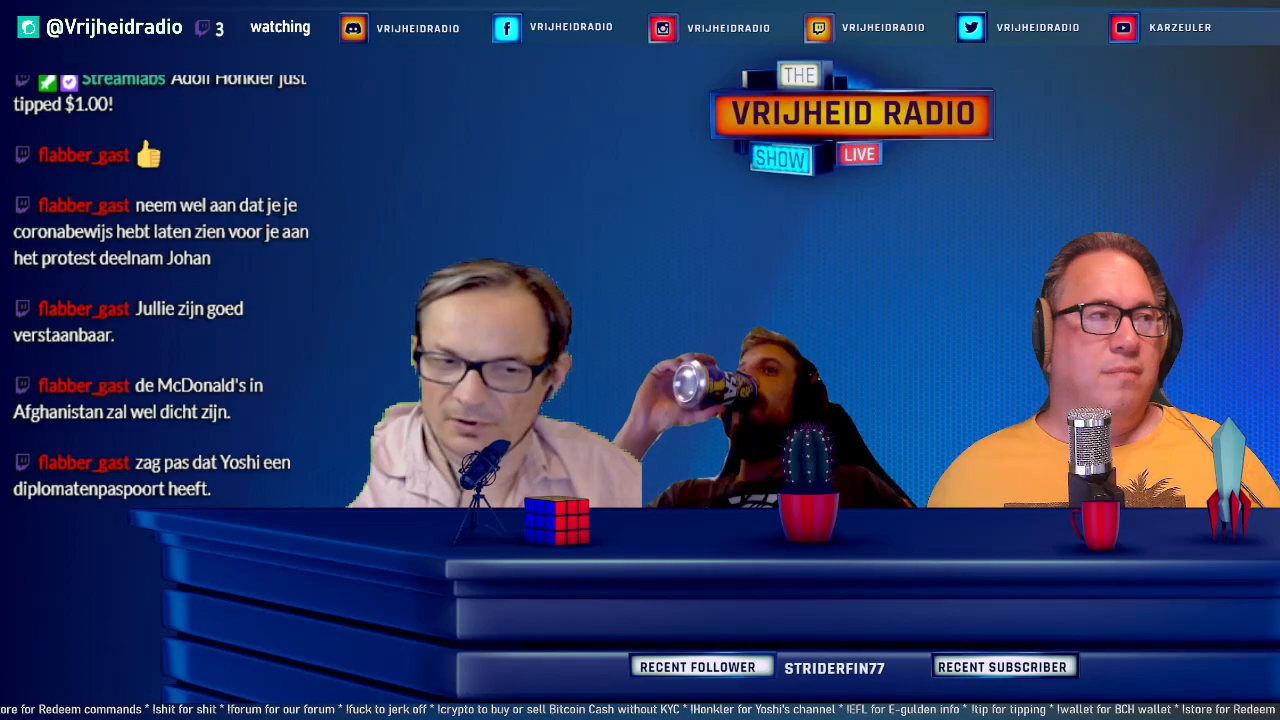 @Vrijheidradio 3 watching VRIJHEIDRADIO VRIJHEIDRADIO VRIJHEIDRADIO VRIJHEIDRADIO VRIJHEIDRADIO KARZEULER
Streamlabs Adolf Honkler just
tipped $1.00!
flabber_gast 👍
flabber_gast neem wel aan dat je je
coronabewijs hebt laten zien voor je aan
het protest deelnam Johan
flabber_gast Jullie zijn goed
verstaanbaar.
flabber_gast de McDonald's in
Afghanistan zal wel dicht zijn.
flabber_gast zag pas dat Yoshi een
diplomatenpaspoort heeft.
THE
VRIJHEID RADIO
SHOW LIVE
RECENT FOLLOWER STRIDERFIN77 RECENT SUBSCRIBER
ore for Redeem commands * !shit for shit * !forum for our forum * !fuck to jerk off * !crypto to buy or sell Bitcoin Cash without KYC * !Honkler for Yoshi's channel * !EFL for E-gulden info * !tip for tipping * !wallet for BCH wallet * !store for Redeem